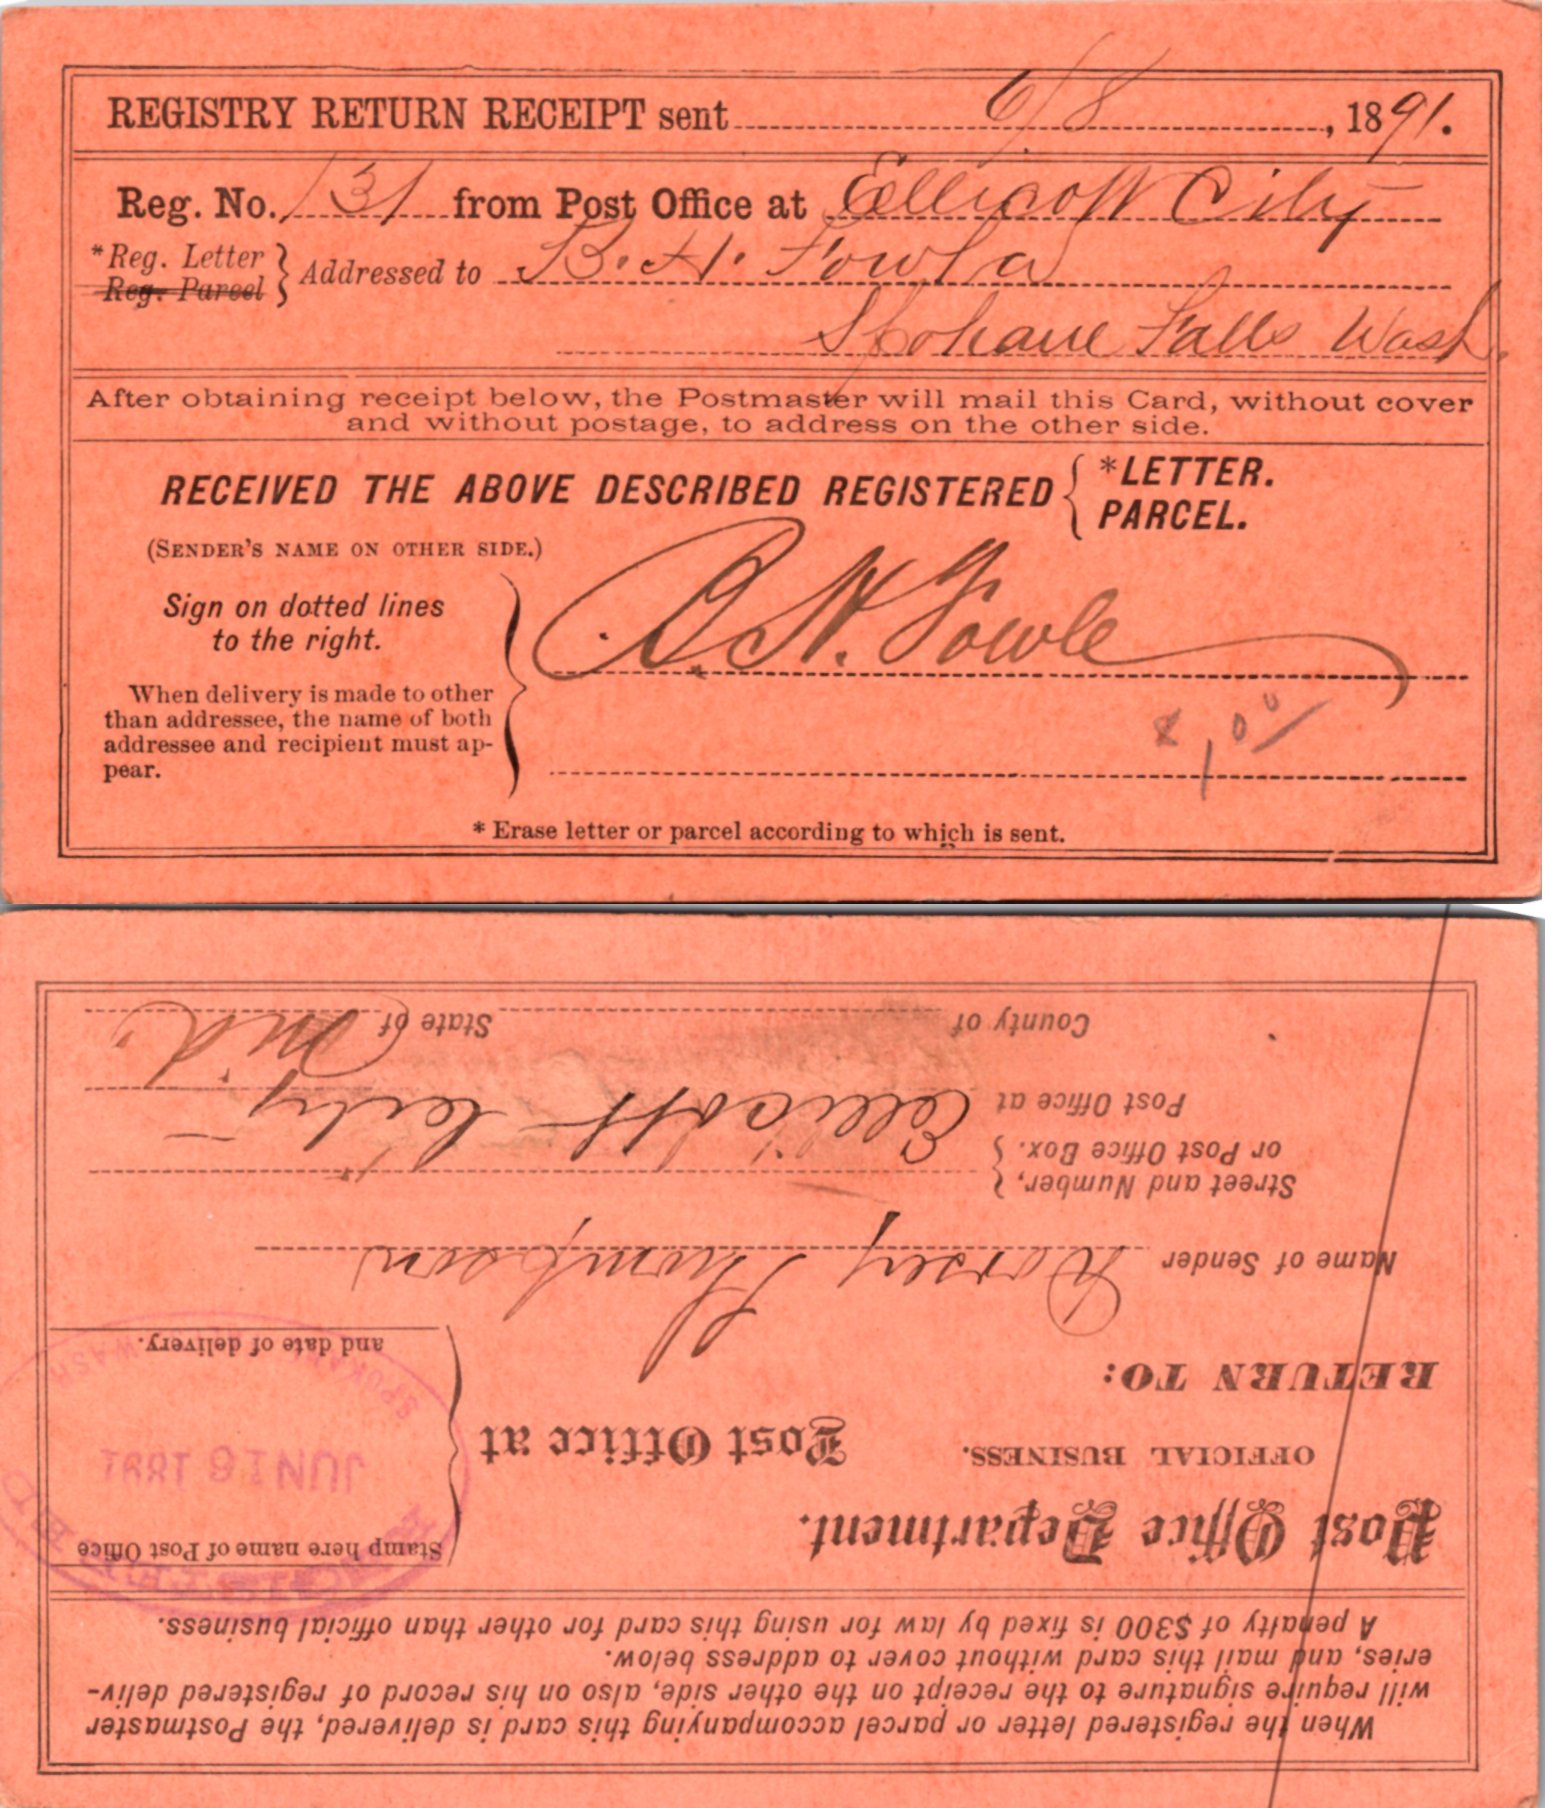 REGISTRY RETURN RECEIPT sent 6/8, 1891.
Reg. No. 131 from Post Office at Ellicott City
*Reg. Letter
Reg. Parcel } Addressed to B. H. Fowle
Spokane Falls Wash.
After obtaining receipt below, the Postmaster will mail this Card, without cover
and without postage, to address on the other side.
RECEIVED THE ABOVE DESCRIBED REGISTERED { *LETTER.
PARCEL.
(SENDER'S NAME ON OTHER SIDE.)
Sign on dotted lines
to the right.
B. H. Fowle
When delivery is made to other
than addressee, the name of both
addressee and recipient must ap-
pear.
* Erase letter or parcel according to which is sent.
When the registered letter or parcel accompanying this card is delivered, the Postmaster
will require signature to the receipt on the other side, also on his record of registered deliv-
eries, and mail this card without cover to address below.
A penalty of $300 is fixed by law for using this card for other than official business.
Post Office Department.
OFFICIAL BUSINESS.
Post Office at
Stamp here name of Post Office
and date of delivery.
JUN 16 1891
SPOKANE WASH
RETURN TO:
Name of Sender Dorsey Thompson
Street and Number,
or Post Office Box. }
Post Office at Ellicott City
County of State of Md.